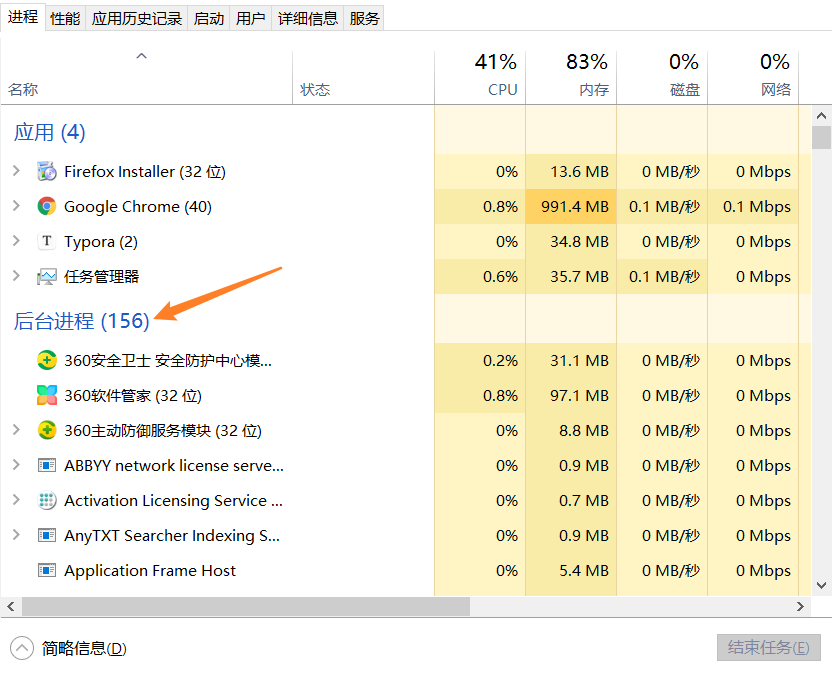 进程 性能 应用历史记录 启动 用户 详细信息 服务
41% 83% 0% 0%
名称 状态 CPU 内存 磁盘 网络
应用 (4)
Firefox Installer (32 位) 0% 13.6 MB 0 MB/秒 0 Mbps
Google Chrome (40) 0.8% 991.4 MB 0.1 MB/秒 0.1 Mbps
Typora (2) 0% 34.8 MB 0 MB/秒 0 Mbps
任务管理器 0.6% 35.7 MB 0.1 MB/秒 0 Mbps
后台进程 (156)
360安全卫士 安全防护中心模... 0.2% 31.1 MB 0 MB/秒 0 Mbps
360软件管家 (32 位) 0.8% 97.1 MB 0 MB/秒 0 Mbps
360主动防御服务模块 (32 位) 0% 8.8 MB 0 MB/秒 0 Mbps
ABBYY network license serve... 0% 0.9 MB 0 MB/秒 0 Mbps
Activation Licensing Service ... 0% 0.7 MB 0 MB/秒 0 Mbps
AnyTXT Searcher Indexing S... 0% 0.9 MB 0 MB/秒 0 Mbps
Application Frame Host 0% 5.4 MB 0 MB/秒 0 Mbps
简略信息(D) 结束任务(E)